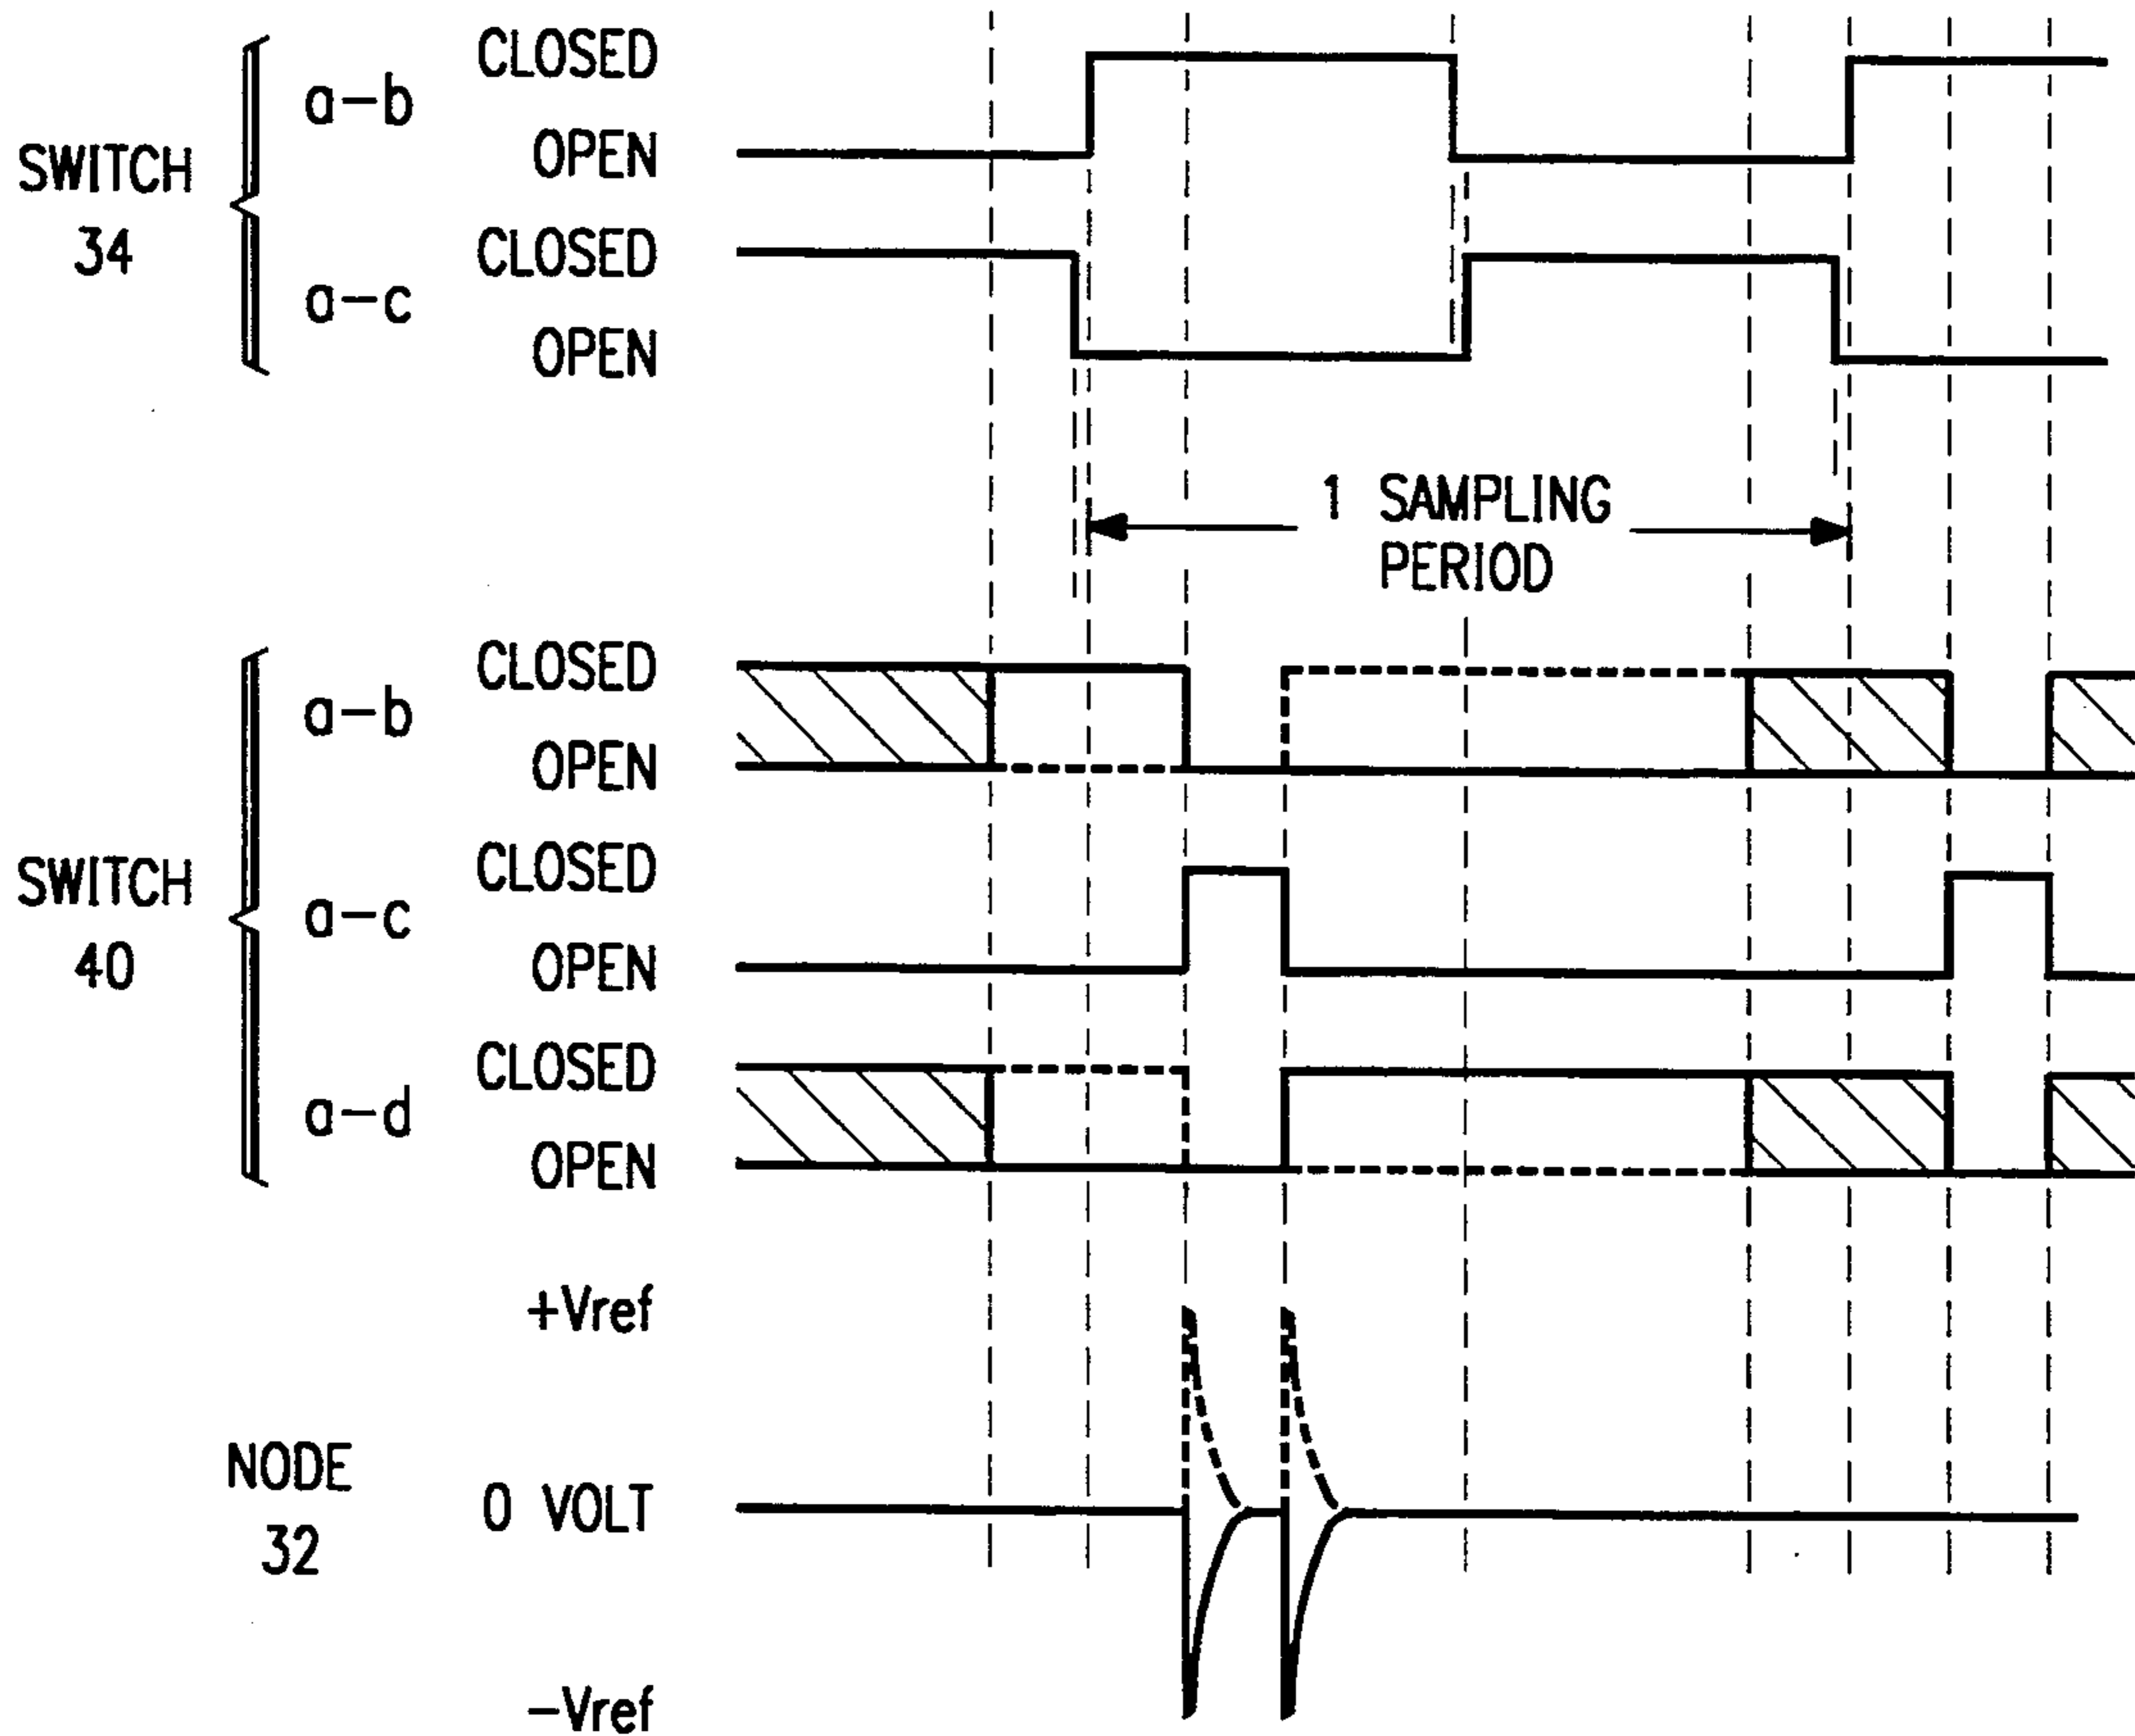 SWITCH
34
a-b
CLOSED
OPEN
a-c
CLOSED
OPEN
1 SAMPLING
PERIOD
SWITCH
40
a-b
CLOSED
OPEN
a-c
CLOSED
OPEN
a-d
CLOSED
OPEN
NODE
32
+Vref
0 VOLT
-Vref